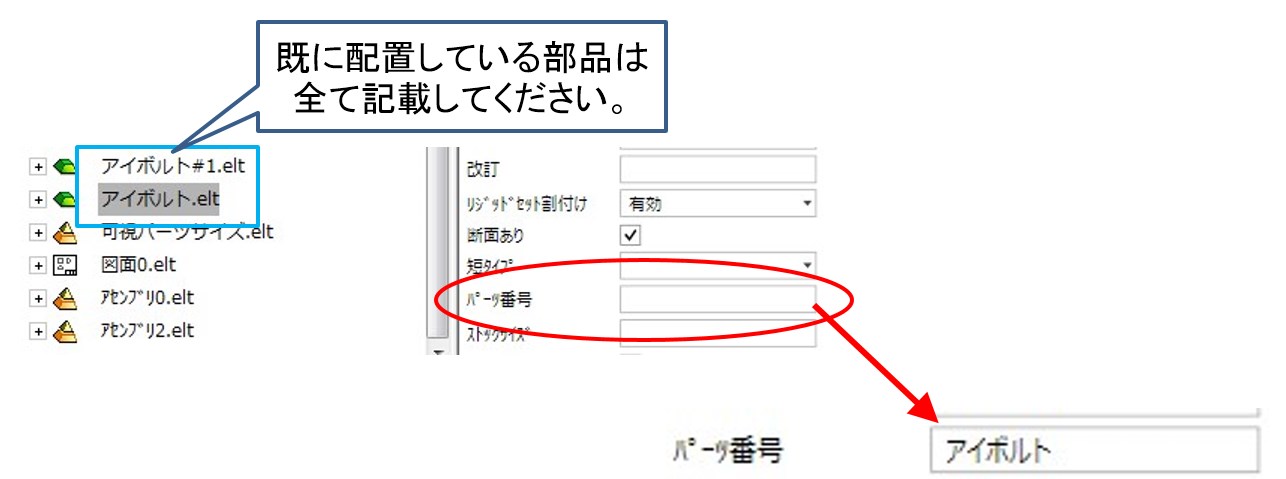 既に配置している部品は
全て記載してください。
アイボルト#1.elt
アイボルト.elt
可視パーツサイズ.elt
図面0.elt
ｱｾﾝﾌﾞﾘ0.elt
ｱｾﾝﾌﾞﾘ2.elt
改訂
ﾘｼﾞｯﾄﾞｾｯﾄ割付け 有効
断面あり
短ﾀｲﾌﾟ
ﾊﾟｰﾂ番号
ｽﾄｯｸｻｲｽﾞ
ﾊﾟｰﾂ番号 アイボルト